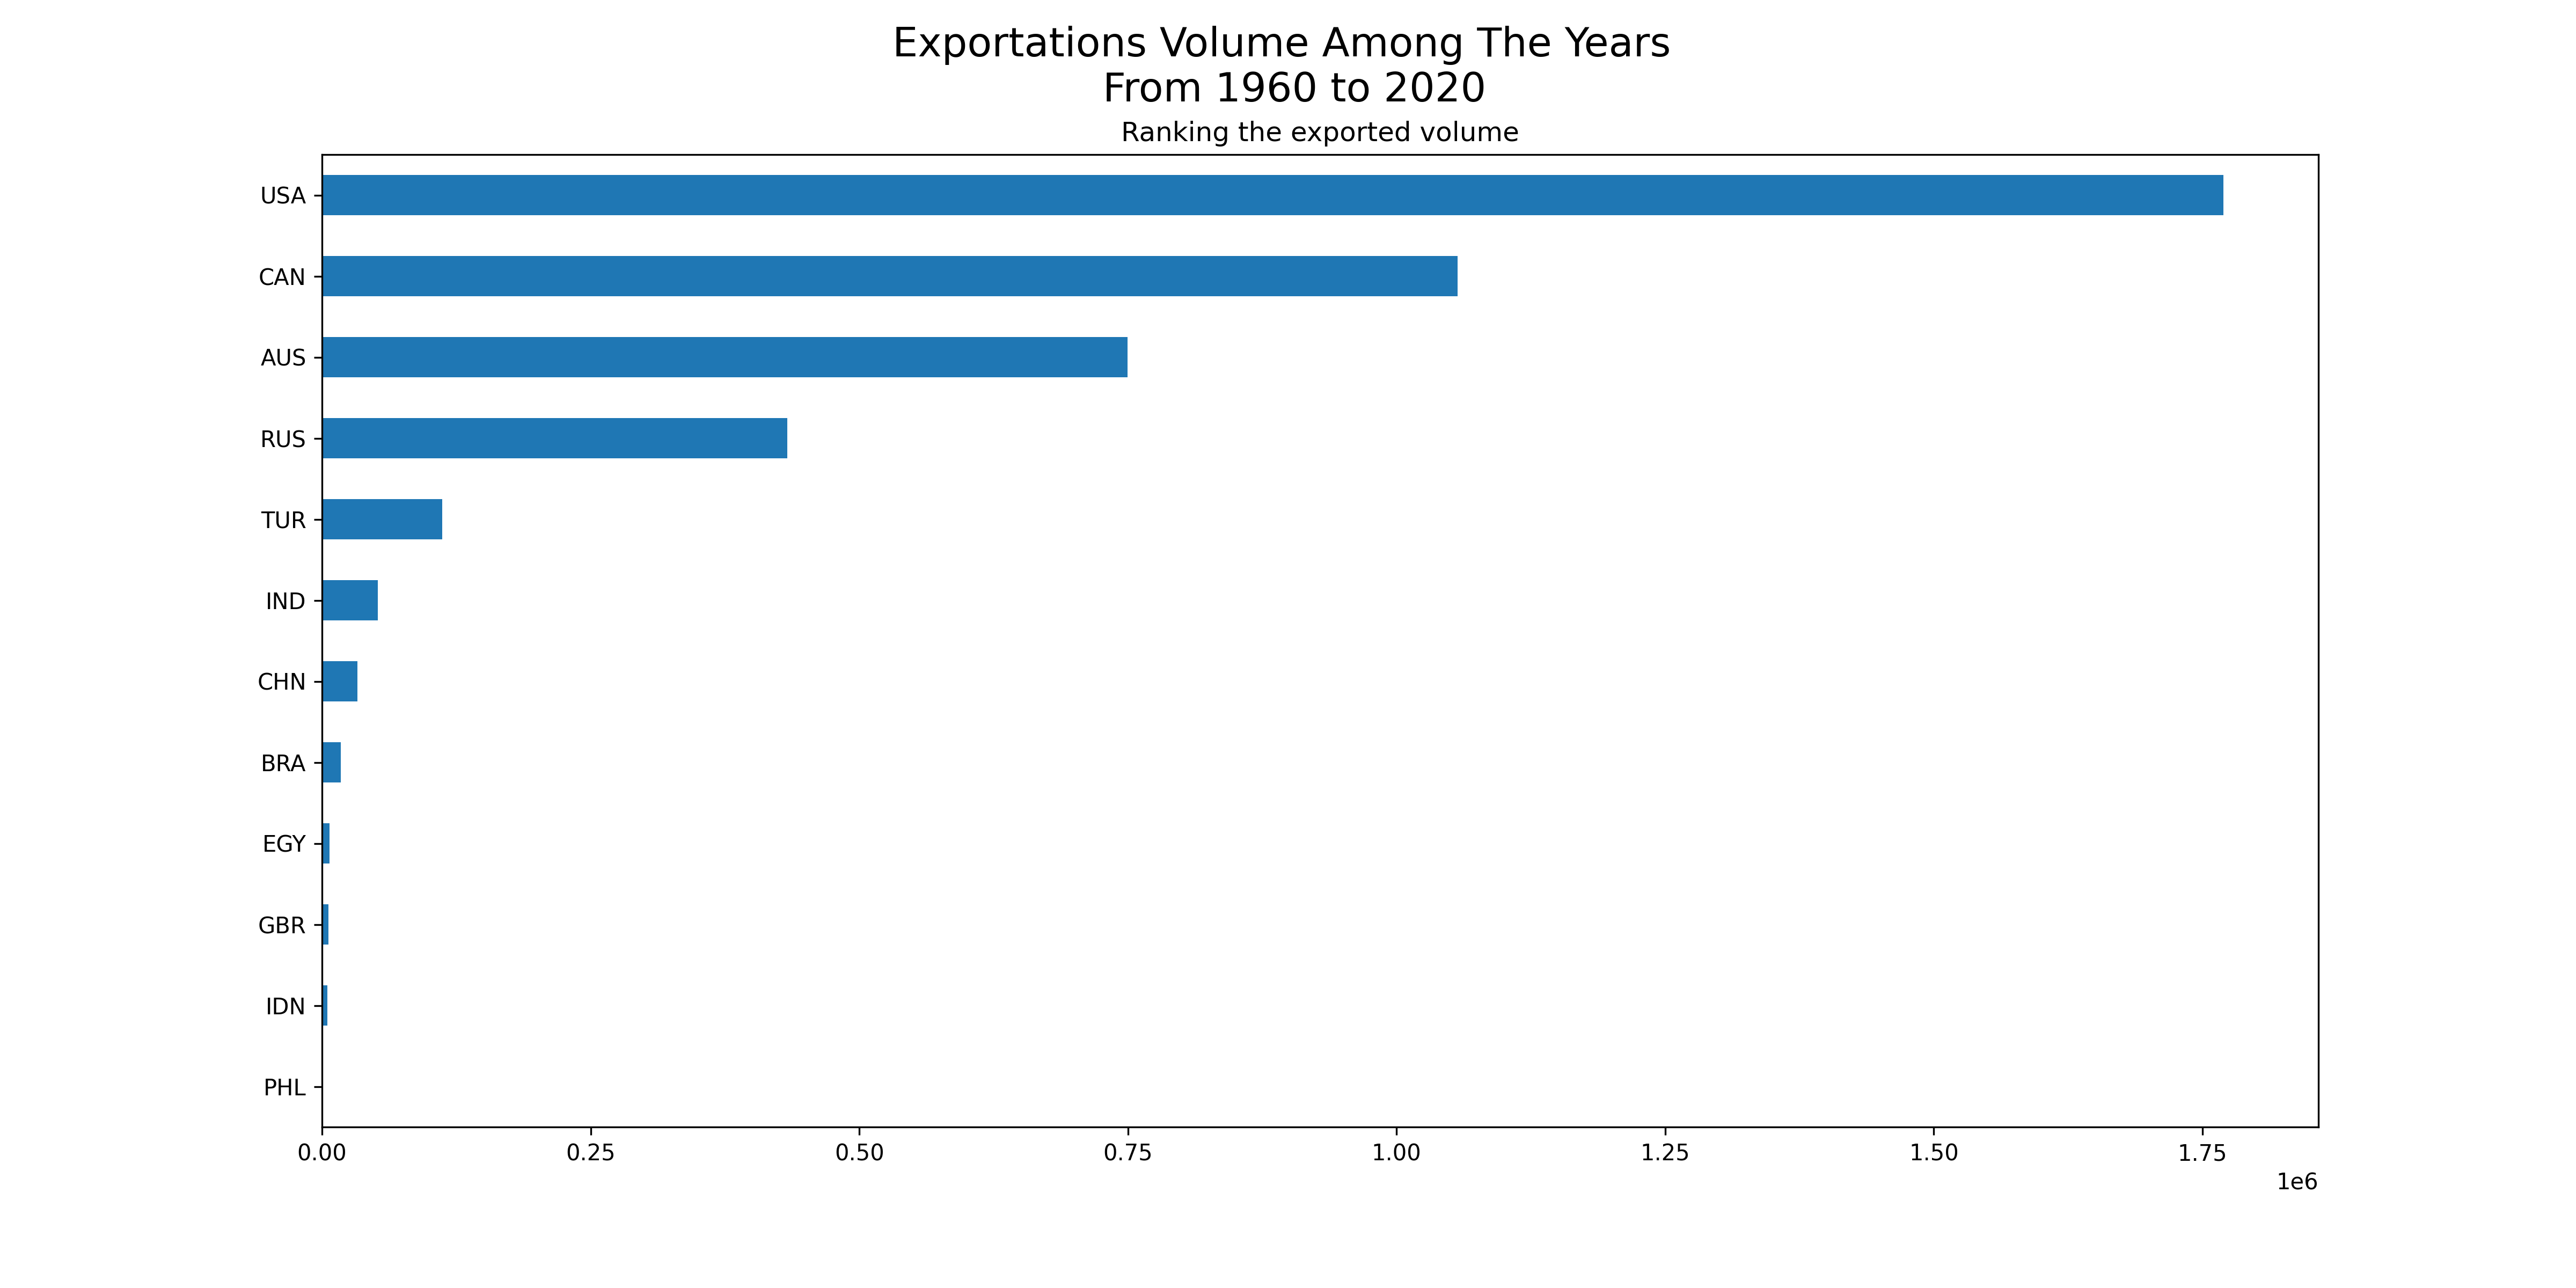 Exportations Volume Among The Years
From 1960 to 2020
Ranking the exported volume
USA
CAN
AUS
RUS
TUR
IND
CHN
BRA
EGY
GBR
IDN
PHL
0.00 0.25 0.50 0.75 1.00 1.25 1.50 1.75
1e6